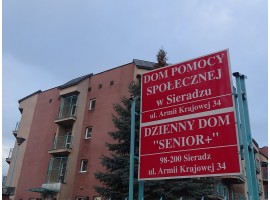 DOM POMOCY
SPOŁECZNEJ
w Sieradzu
ul. Armii Krajowej 34
DZIENNY DOM
"SENIOR+"
98-200 Sieradz
ul. Armii Krajowej 34